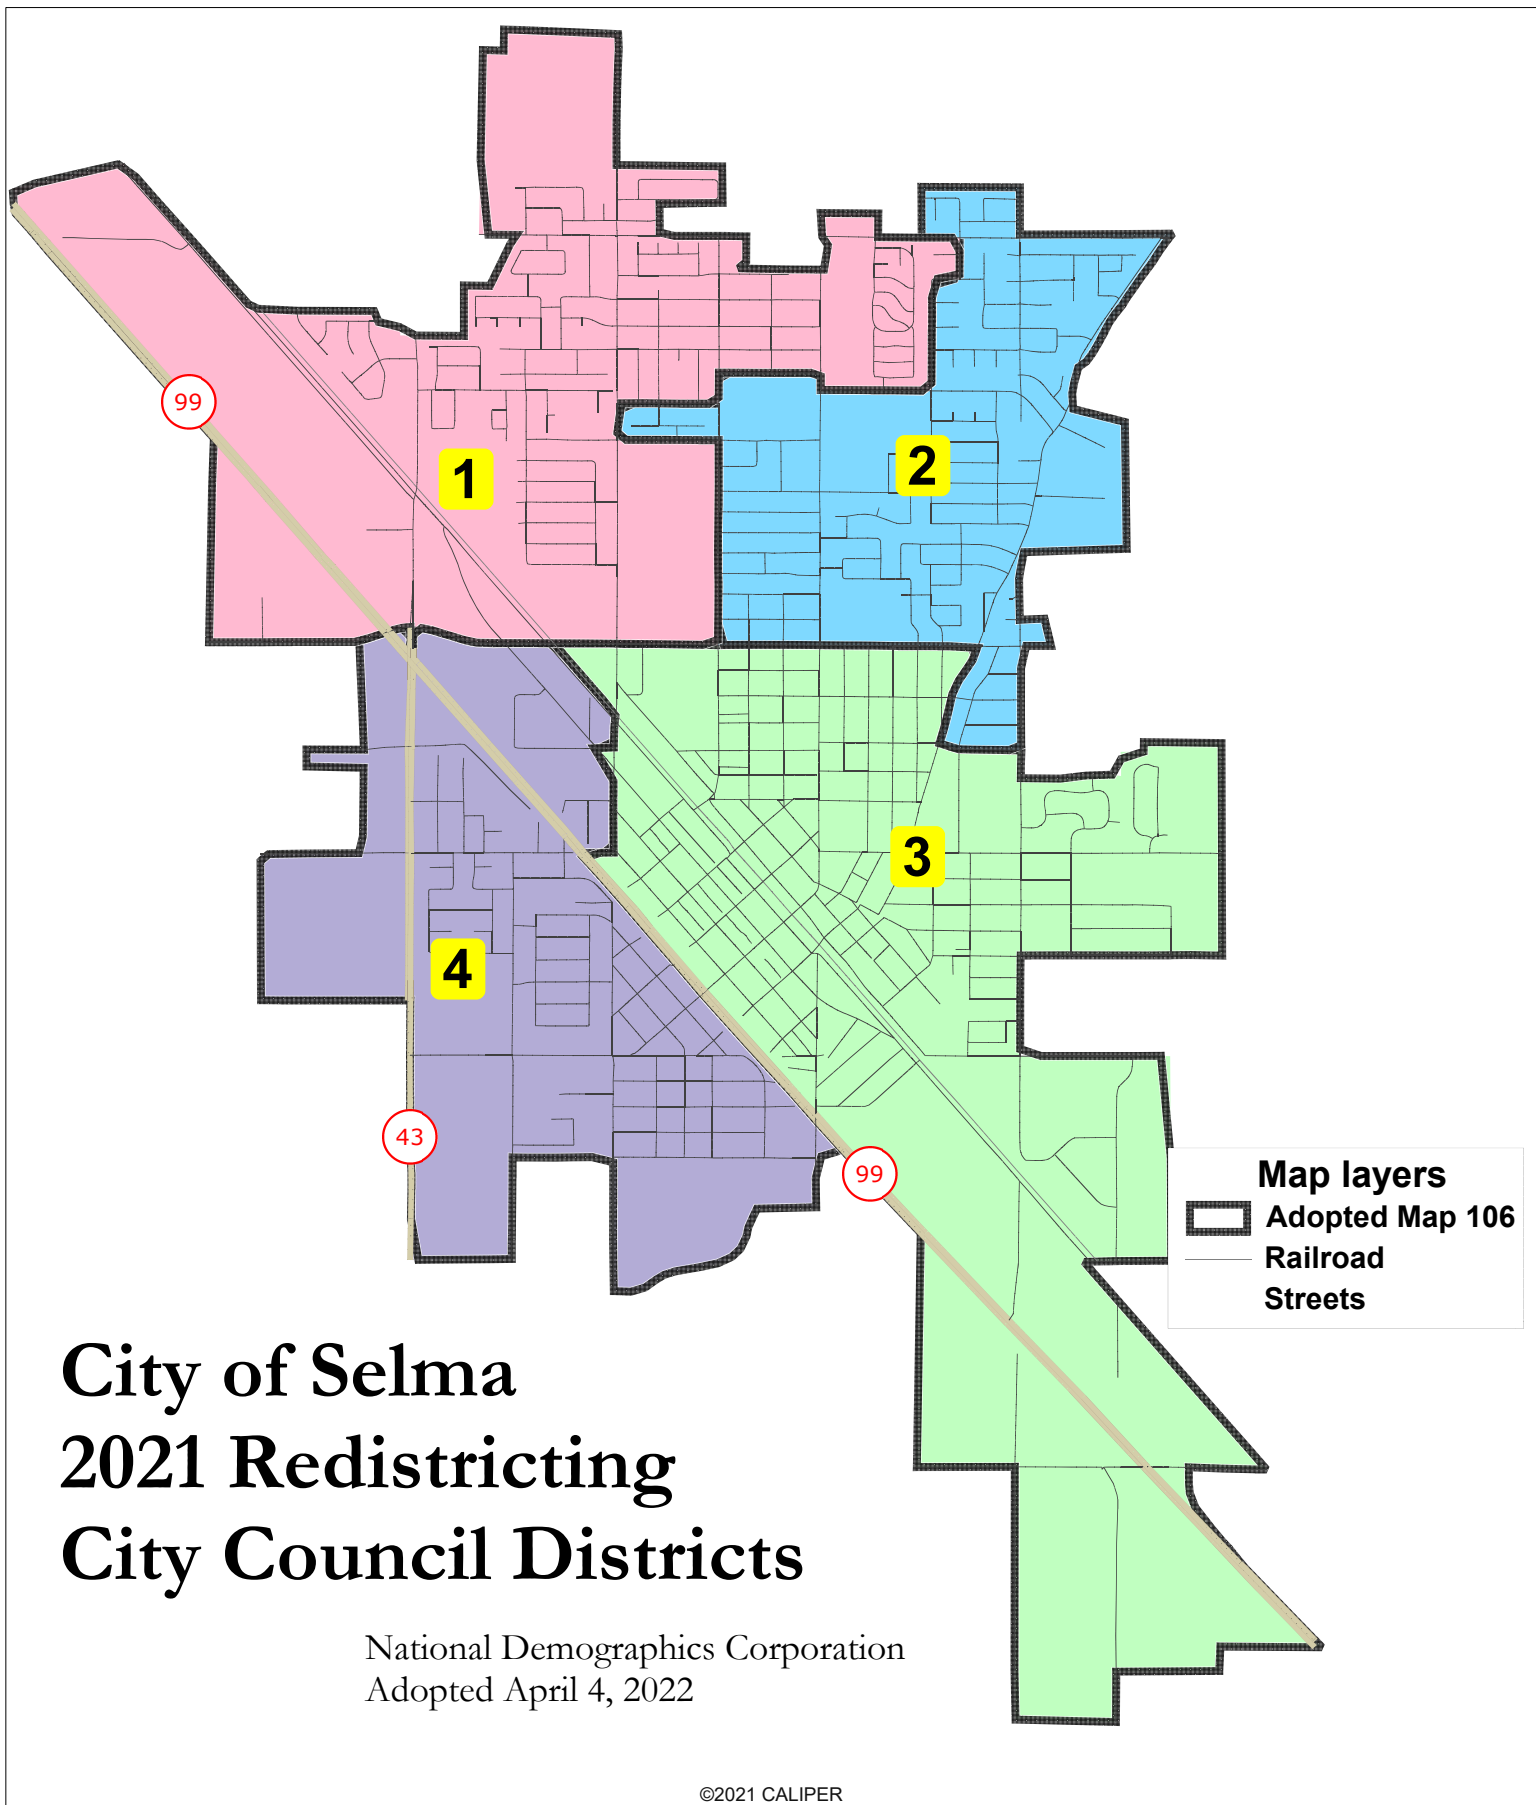 99
1
2
3
4
43
99
Map layers
Adopted Map 106
Railroad
Streets
City of Selma
2021 Redistricting
City Council Districts
National Demographics Corporation
Adopted April 4, 2022
©2021 CALIPER